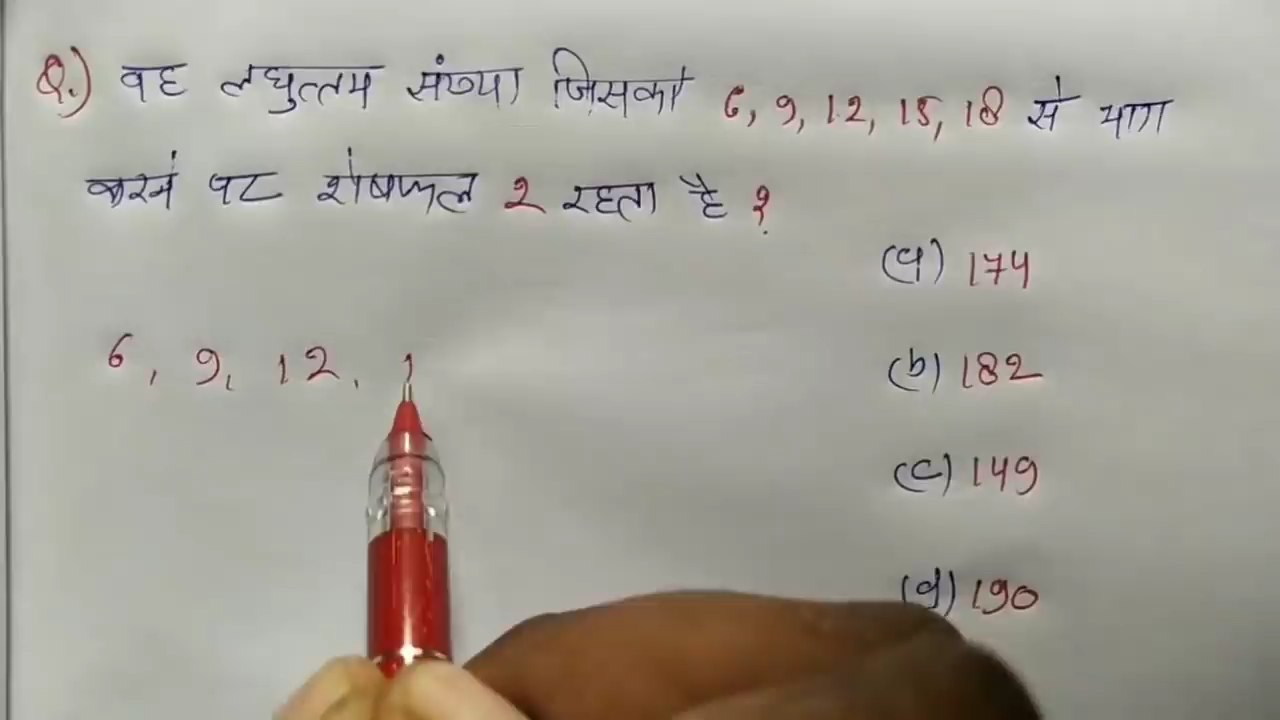 Q.) वह लघुत्तम संख्या जिसको 6, 9, 12, 15, 18 से भाग
करने पर शेषफल 2 रहता है ?
(a) 174
(b) 182
(c) 149
(d) 190
6, 9, 12, 1